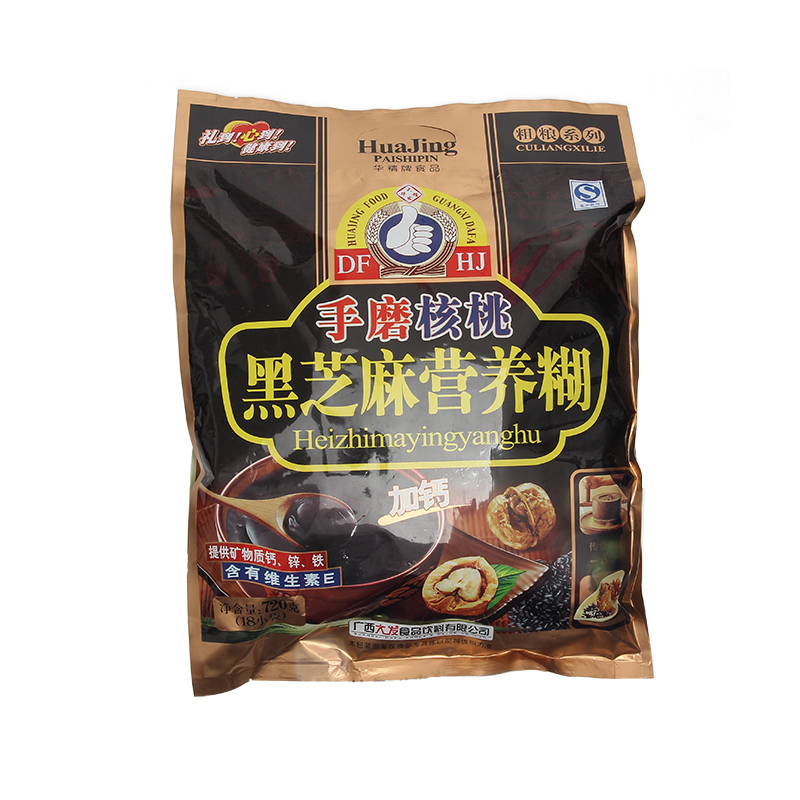 礼到!心到!
健康到!
HuaJing
PAISHIPIN
华精牌食品
粗粮系列
CULIANGXILIE
HUAJING FOOD
GUANGXI DAFA
DF
HJ
手磨核桃
黑芝麻营养糊
Heizhimayingyanghu
加钙
提供矿物质钙、锌、铁
含有维生素E
净含量:720克
(18小袋)
广西大发食品饮料有限公司